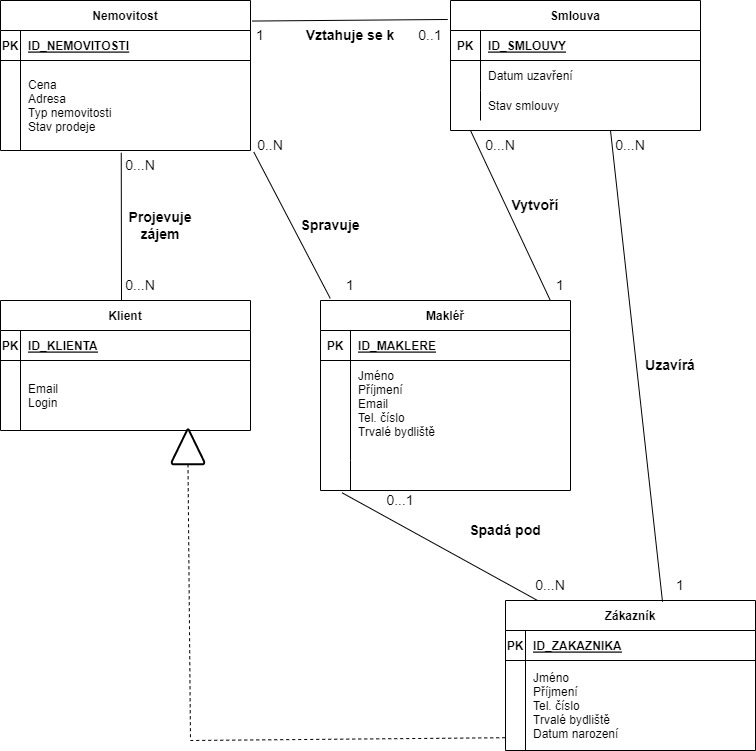 Nemovitost
PK ID_NEMOVITOSTI
Cena
Adresa
Typ nemovitosti
Stav prodeje
1
Vztahuje se k
0..1
Smlouva
PK ID_SMLOUVY
Datum uzavření
Stav smlouvy
0...N
0..N
0...N
0...N
Projevuje
zájem
Spravuje
Vytvoří
0...N
1
1
Klient
PK ID_KLIENTA
Email
Login
Makléř
PK ID_MAKLERE
Jméno
Příjmení
Email
Tel. číslo
Trvalé bydliště
Uzavírá
0...1
Spadá pod
0...N
1
Zákazník
PK ID_ZAKAZNIKA
Jméno
Příjmení
Tel. číslo
Trvalé bydliště
Datum narození